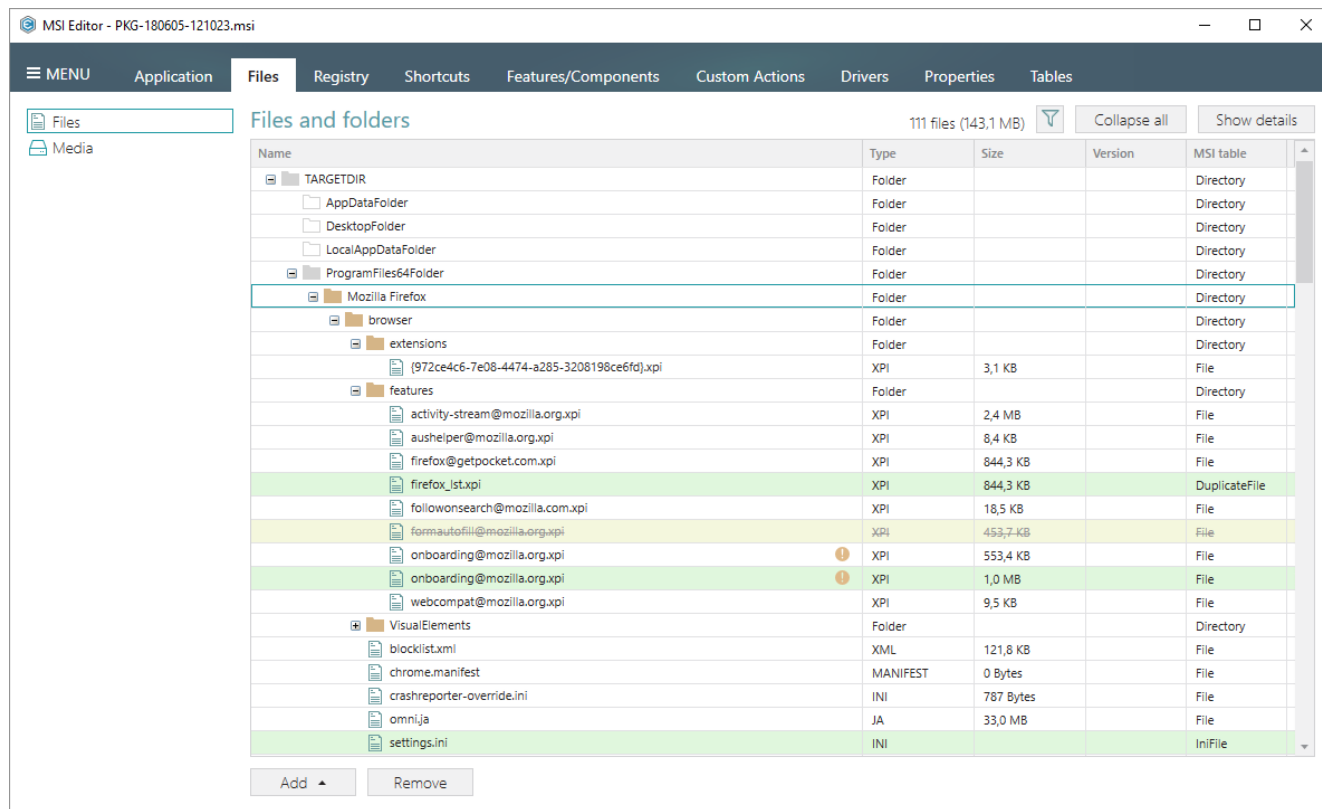 MSI Editor - PKG-180605-121023.msi
MENU Application Files Registry Shortcuts Features/Components Custom Actions Drivers Properties Tables
Files
Media
Files and folders 111 files (143,1 MB) Collapse all Show details
Name Type Size Version MSI table
TARGETDIR Folder Directory
AppDataFolder Folder Directory
DesktopFolder Folder Directory
LocalAppDataFolder Folder Directory
ProgramFiles64Folder Folder Directory
Mozilla Firefox Folder Directory
browser Folder Directory
extensions Folder Directory
{972ce4c6-7e08-4474-a285-3208198ce6fd}.xpi XPI 3,1 KB File
features Folder Directory
activity-stream@mozilla.org.xpi XPI 2,4 MB File
aushelper@mozilla.org.xpi XPI 8,4 KB File
firefox@getpocket.com.xpi XPI 844,3 KB File
firefox_lst.xpi XPI 844,3 KB DuplicateFile
followonsearch@mozilla.com.xpi XPI 18,5 KB File
formautofill@mozilla.org.xpi XPI 453,7 KB File
onboarding@mozilla.org.xpi XPI 553,4 KB File
onboarding@mozilla.org.xpi XPI 1,0 MB File
webcompat@mozilla.org.xpi XPI 9,5 KB File
VisualElements Folder Directory
blocklist.xml XML 121,8 KB File
chrome.manifest MANIFEST 0 Bytes File
crashreporter-override.ini INI 787 Bytes File
omni.ja JA 33,0 MB File
settings.ini INI IniFile
Add Remove